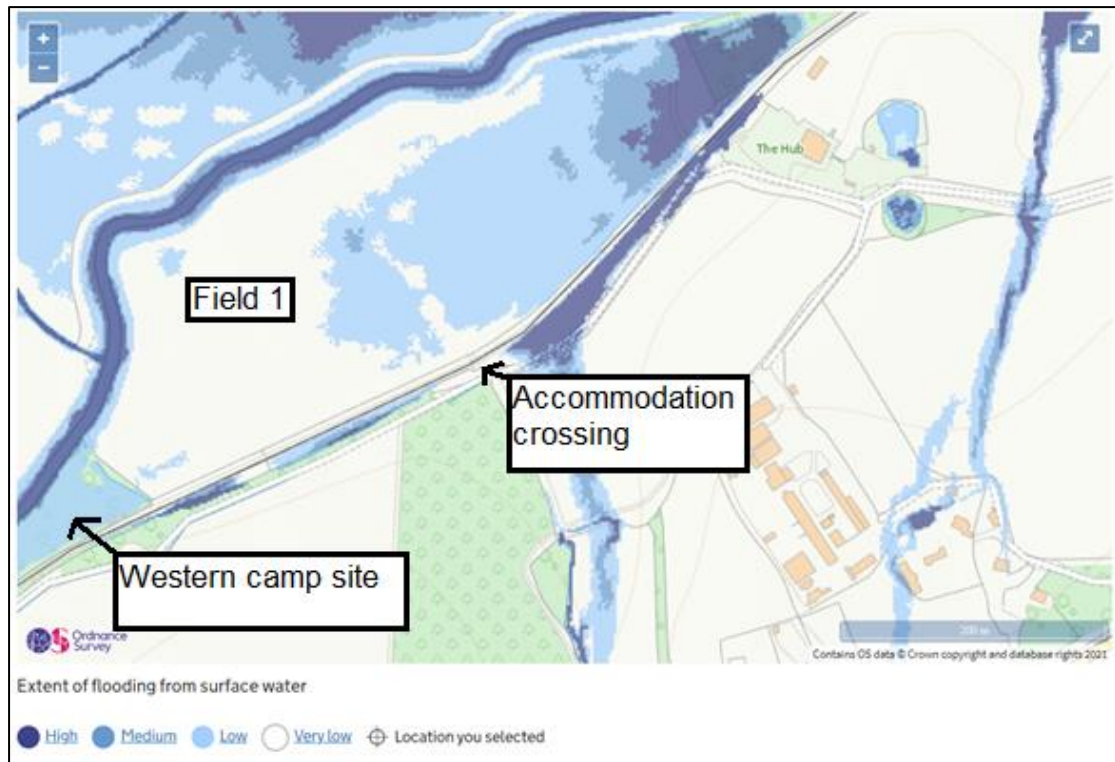 +
−
The Hub
Field 1
Accommodation
crossing
Western camp site
Ordnance
Survey
200 m
Contains OS data © Crown copyright and database rights 2021
Extent of flooding from surface water
High Medium Low Very low Location you selected